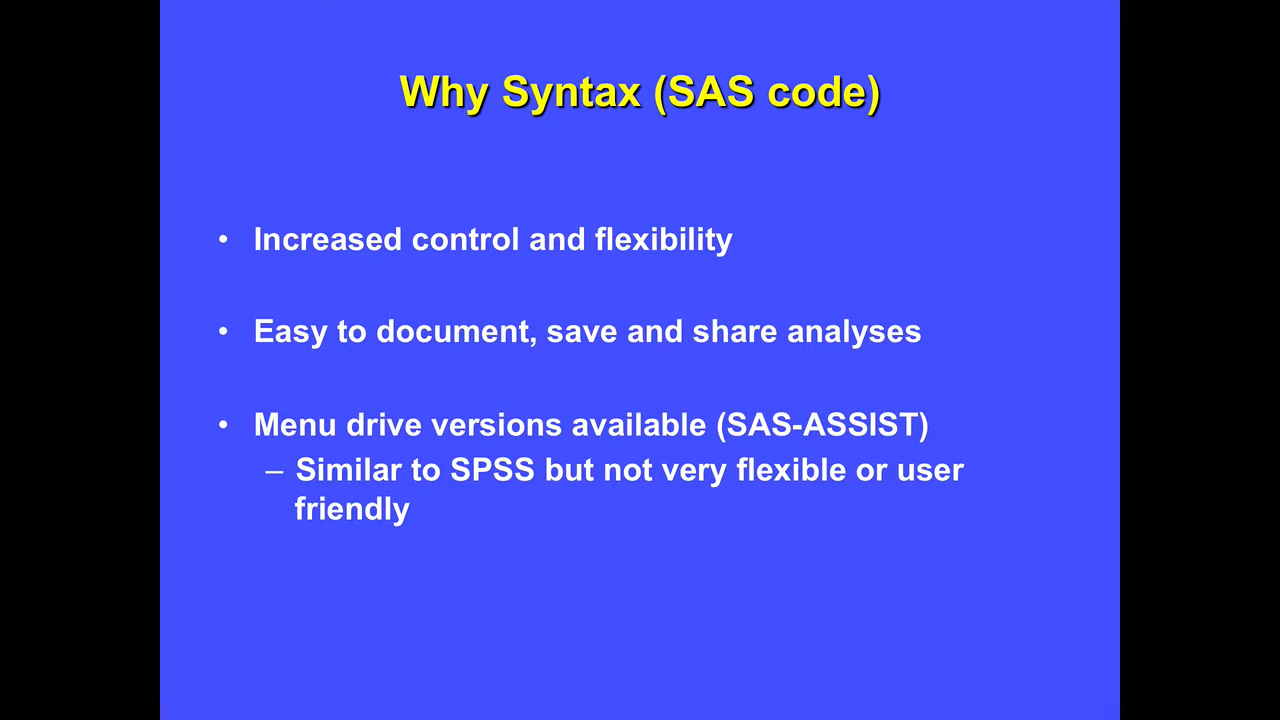 Why Syntax (SAS code)
• Increased control and flexibility
• Easy to document, save and share analyses
• Menu drive versions available (SAS-ASSIST)
– Similar to SPSS but not very flexible or user
friendly